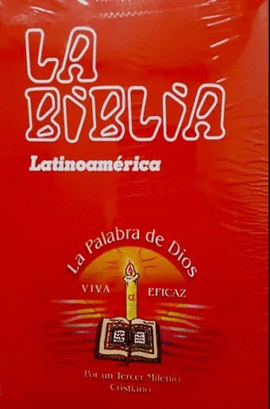 LA
BIBLIA
Latinoamérica
La Palabra de Dios
VIVA EFICAZ
α
Por un Tercer Milenio
Cristiano